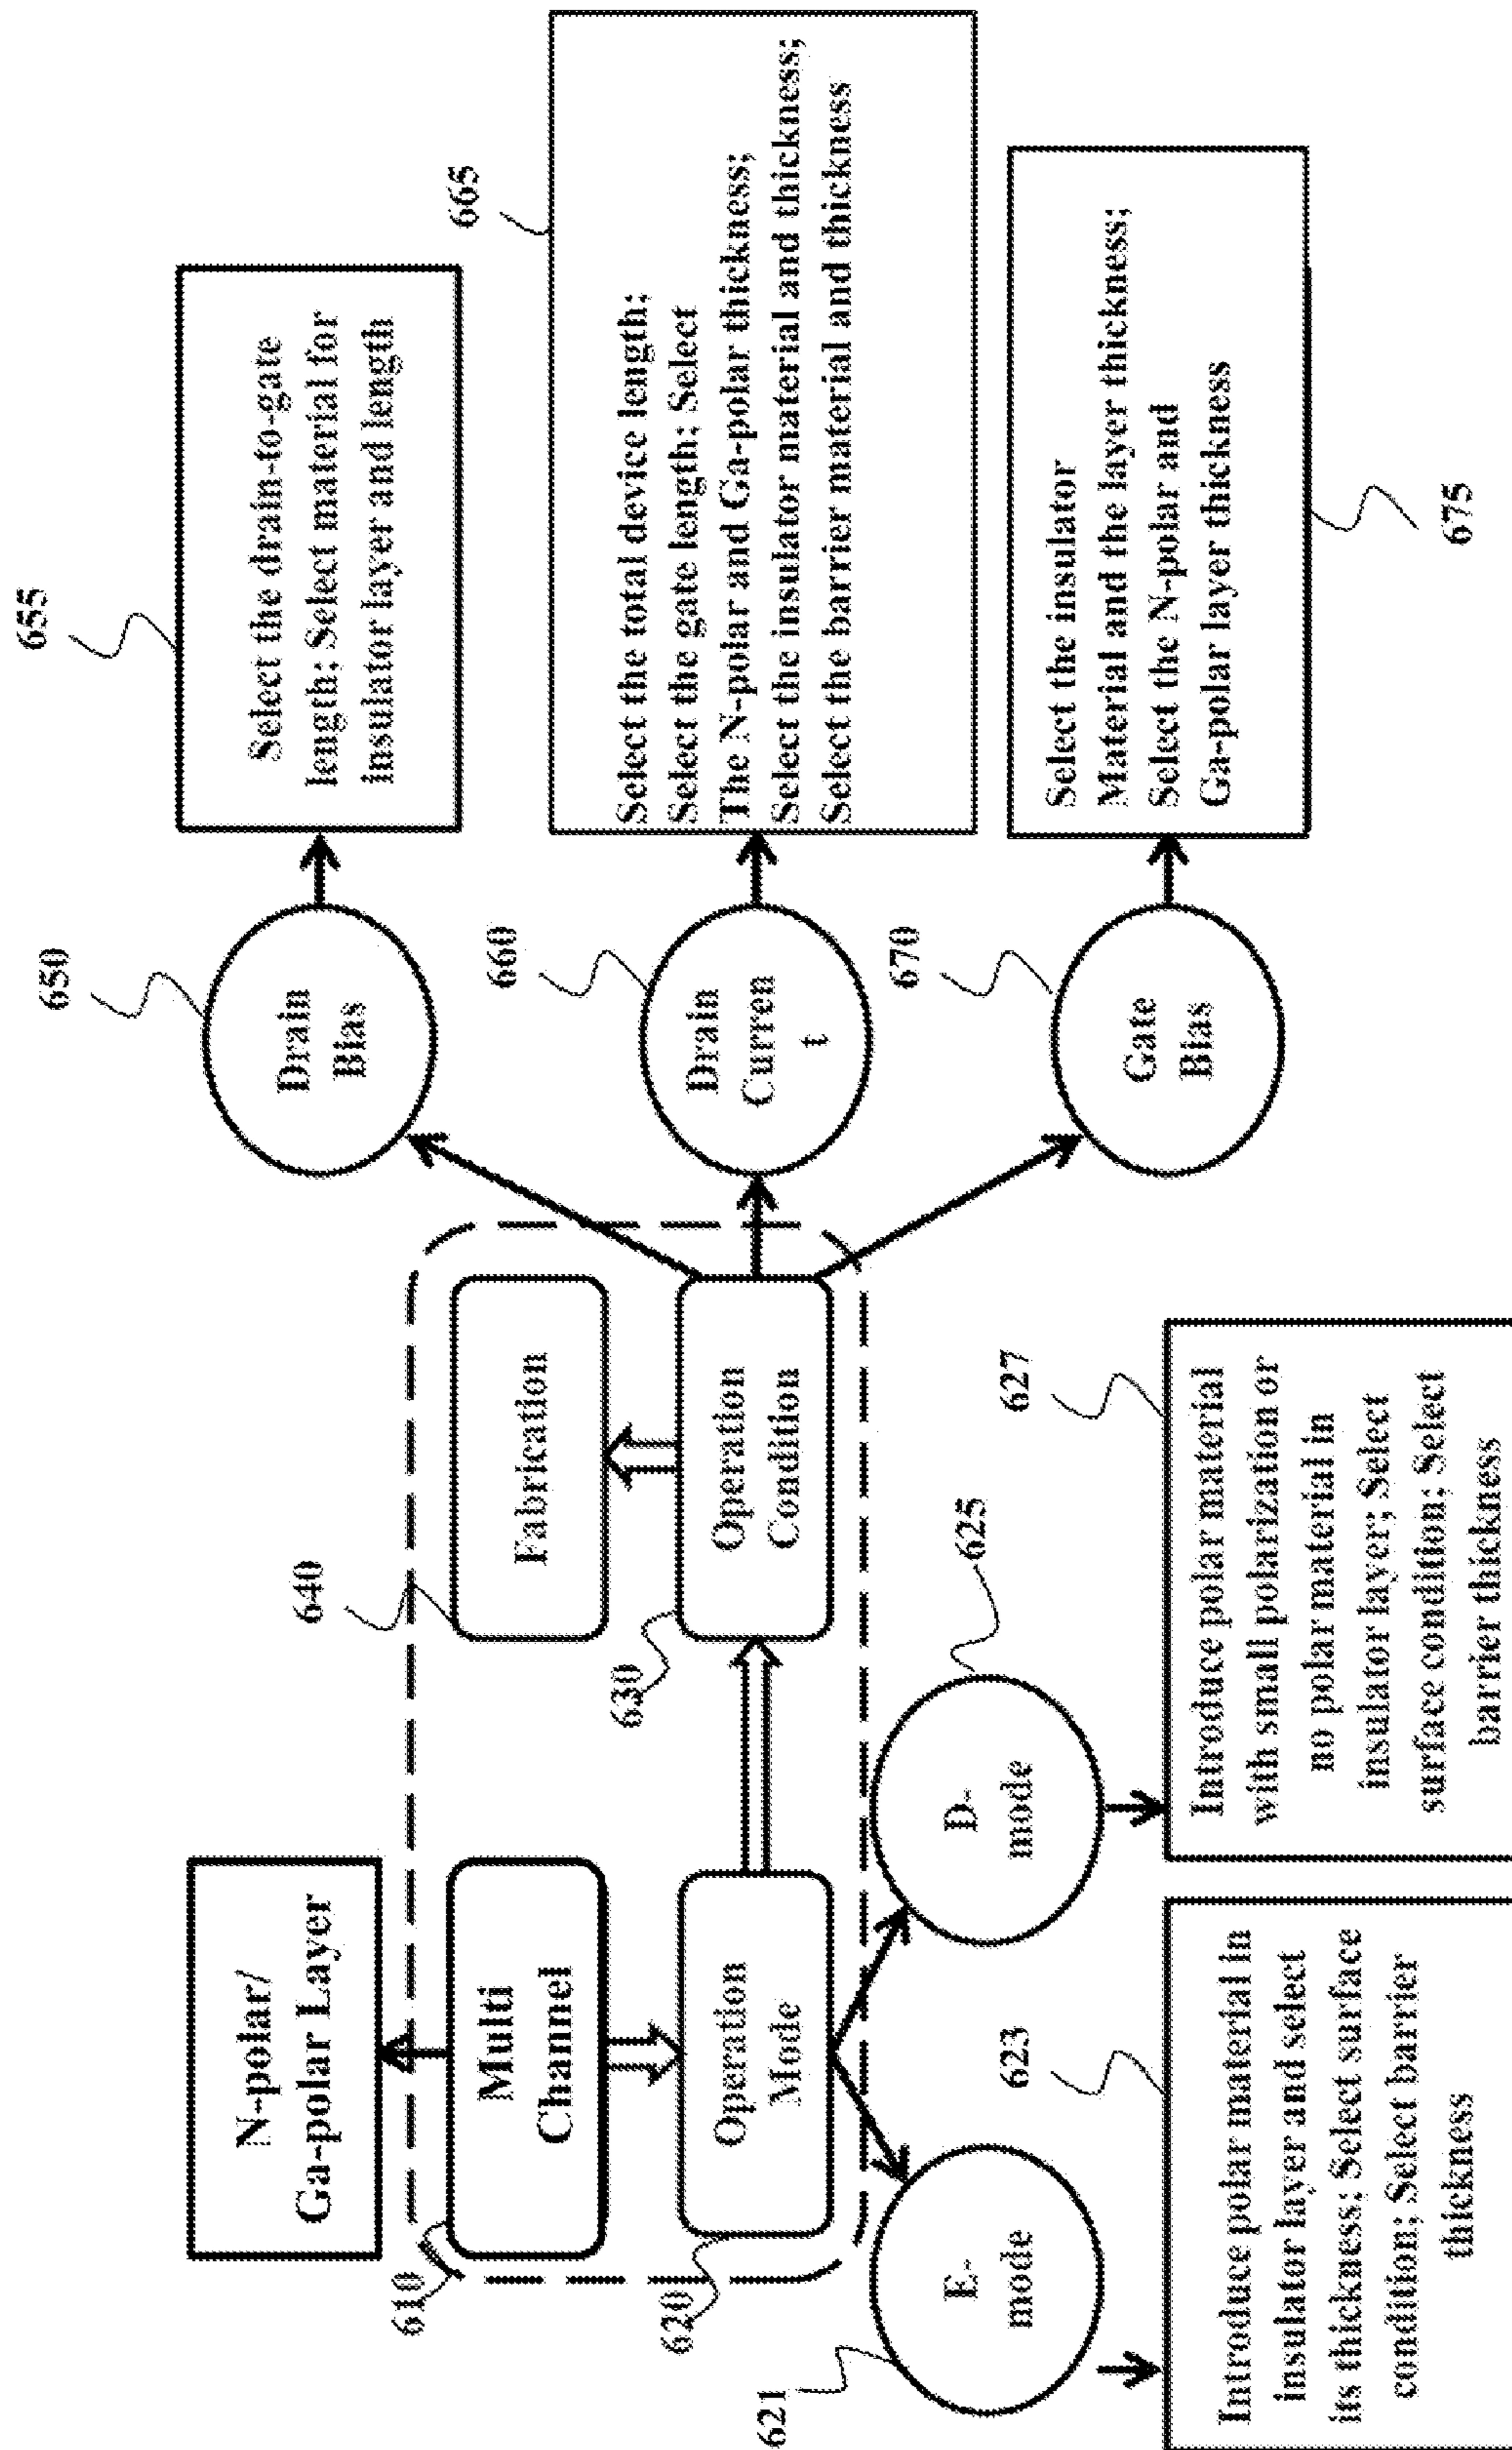 N-polar/
Ga-polar Layer
610
Multi
Channel
620
Operation
Mode
621
E-
mode
623
Introduce polar material in
insulator layer and select
its thickness; Select surface
condition; Select barrier
thickness
625
D-
mode
627
Introduce polar material
with small polarization or
no polar material in
insulator layer; Select
surface condition; Select
barrier thickness
640
Fabrication
630
Operation
Condition
650
Drain
Bias
655
Select the drain-to-gate
length; Select material for
insulator layer and length
660
Drain
Curren
t
665
Select the total device length;
Select the gate length; Select
The N-polar and Ga-polar thickness;
Select the insulator material and thickness;
Select the barrier material and thickness
670
Gate
Bias
675
Select the insulator
Material and the layer thickness;
Select the N-polar and
Ga-polar layer thickness